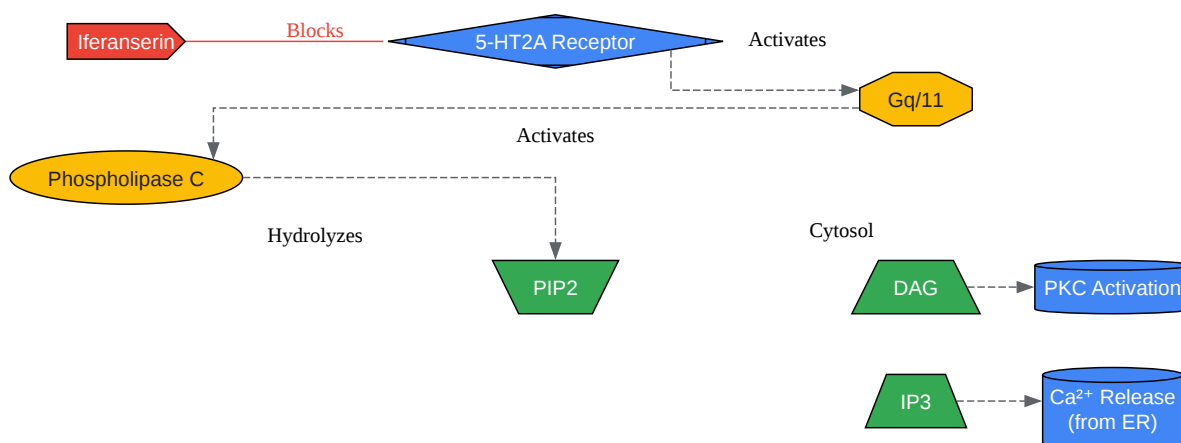 Iferanserin
Blocks
5-HT2A Receptor
Activates
Gq/11
Activates
Phospholipase C
Hydrolyzes
Cytosol
PIP2
DAG
PKC Activation
IP3
Ca²⁺ Release
(from ER)